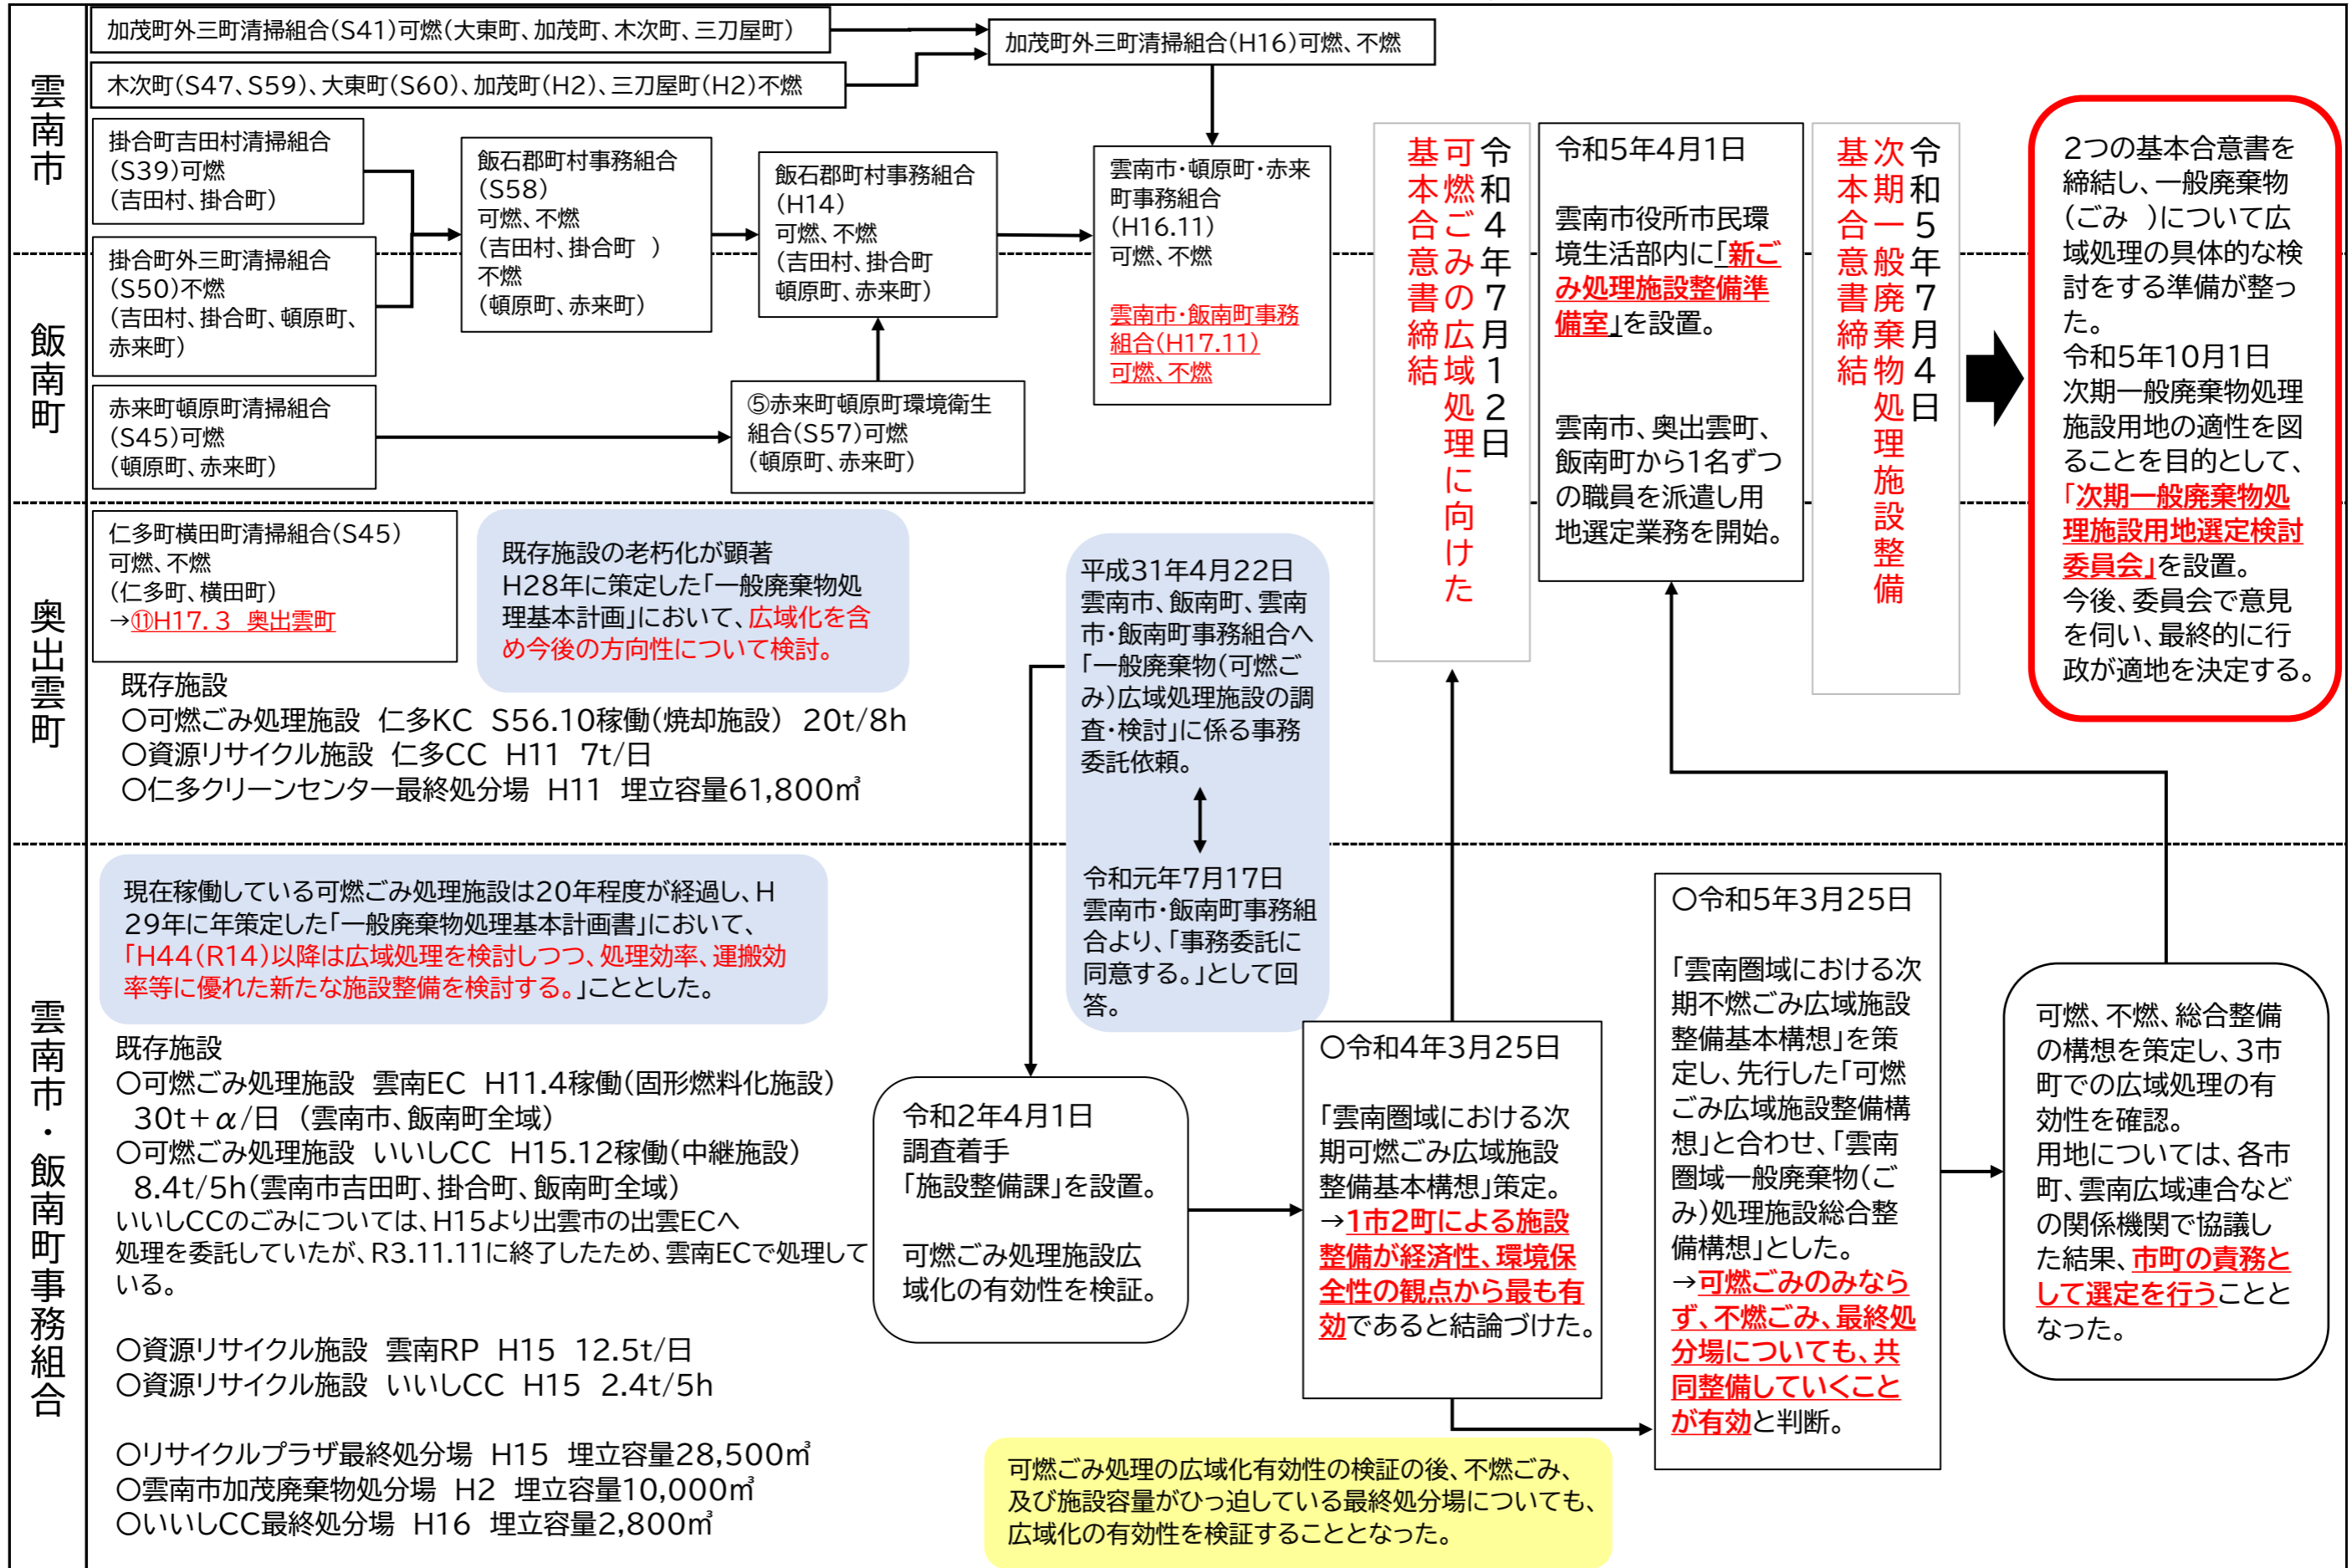 雲南市
加茂町外三町清掃組合(S41)可燃(大東町、加茂町、木次町、三刀屋町)
木次町(S47、S59)、大東町(S60)、加茂町(H2)、三刀屋町(H2)不燃
加茂町外三町清掃組合(H16)可燃、不燃
掛合町吉田村清掃組合
(S39)可燃
(吉田村、掛合町)
飯南町
掛合町外三町清掃組合
(S50)不燃
(吉田村、掛合町、頓原町、
赤来町)
赤来町頓原町清掃組合
(S45)可燃
(頓原町、赤来町)
飯石郡町村事務組合
(S58)
可燃、不燃
(吉田村、掛合町 )
不燃
(頓原町、赤来町)
飯石郡町村事務組合
(H14)
可燃、不燃
(吉田村、掛合町
頓原町、赤来町)
⑤赤来町頓原町環境衛生
組合(S57)可燃
(頓原町、赤来町)
雲南市・頓原町・赤来
町事務組合
(H16.11)
可燃、不燃
雲南市・飯南町事務
組合(H17.11)
可燃、不燃
令和4年7月12日
可燃ごみの広域処理に向けた
基本合意書締結
令和5年4月1日
雲南市役所市民環
境生活部内に「新ご
み処理施設整備準
備室」を設置。
雲南市、奥出雲町、
飯南町から1名ずつ
の職員を派遣し用
地選定業務を開始。
令和5年7月4日
次期一般廃棄物処理施設整備
基本合意書締結
2つの基本合意書を
締結し、一般廃棄物
(ごみ )について広
域処理の具体的な検
討をする準備が整っ
た。
令和5年10月1日
次期一般廃棄物処理
施設用地の適性を図
ることを目的として、
「次期一般廃棄物処
理施設用地選定検討
委員会」を設置。
今後、委員会で意見
を伺い、最終的に行
政が適地を決定する。
奥出雲町
仁多町横田町清掃組合(S45)
可燃、不燃
(仁多町、横田町)
→⑪H17.3 奥出雲町
既存施設の老朽化が顕著
H28年に策定した「一般廃棄物処
理基本計画」において、広域化を含
め今後の方向性について検討。
既存施設
〇可燃ごみ処理施設 仁多KC S56.10稼働(焼却施設) 20t/8h
〇資源リサイクル施設 仁多CC H11 7t/日
〇仁多クリーンセンター最終処分場 H11 埋立容量61,800㎥
平成31年4月22日
雲南市、飯南町、雲南
市・飯南町事務組合へ
「一般廃棄物(可燃ご
み)広域処理施設の調
査・検討」に係る事務
委託依頼。
令和元年7月17日
雲南市・飯南町事務組
合より、「事務委託に
同意する。」として回
答。
雲南市・飯南町事務組合
現在稼働している可燃ごみ処理施設は20年程度が経過し、H
29年に年策定した「一般廃棄物処理基本計画書」において、
「H44(R14)以降は広域処理を検討しつつ、処理効率、運搬効
率等に優れた新たな施設整備を検討する。」こととした。
既存施設
〇可燃ごみ処理施設 雲南EC H11.4稼働(固形燃料化施設)
30t+α/日 (雲南市、飯南町全域)
〇可燃ごみ処理施設 いいしCC H15.12稼働(中継施設)
8.4t/5h(雲南市吉田町、掛合町、飯南町全域)
いいしCCのごみについては、H15より出雲市の出雲ECへ
処理を委託していたが、R3.11.11に終了したため、雲南ECで処理して
いる。
〇資源リサイクル施設 雲南RP H15 12.5t/日
〇資源リサイクル施設 いいしCC H15 2.4t/5h
〇リサイクルプラザ最終処分場 H15 埋立容量28,500㎥
〇雲南市加茂廃棄物処分場 H2 埋立容量10,000㎥
〇いいしCC最終処分場 H16 埋立容量2,800㎥
令和2年4月1日
調査着手
「施設整備課」を設置。
可燃ごみ処理施設広
域化の有効性を検証。
〇令和4年3月25日
「雲南圏域における次
期可燃ごみ広域施設
整備基本構想」策定。
→1市2町による施設
整備が経済性、環境保
全性の観点から最も有
効であると結論づけた。
可燃ごみ処理の広域化有効性の検証の後、不燃ごみ、
及び施設容量がひっ迫している最終処分場についても、
広域化の有効性を検証することとなった。
〇令和5年3月25日
「雲南圏域における次
期不燃ごみ広域施設
整備基本構想」を策
定し、先行した「可燃
ごみ広域施設整備構
想」と合わせ、「雲南
圏域一般廃棄物(ご
み)処理施設総合整
備構想」とした。
→可燃ごみのみなら
ず、不燃ごみ、最終処
分場についても、共
同整備していくこと
が有効と判断。
可燃、不燃、総合整備
の構想を策定し、3市
町での広域処理の有
効性を確認。
用地については、各市
町、雲南広域連合など
の関係機関で協議し
た結果、市町の責務と
して選定を行うことと
なった。